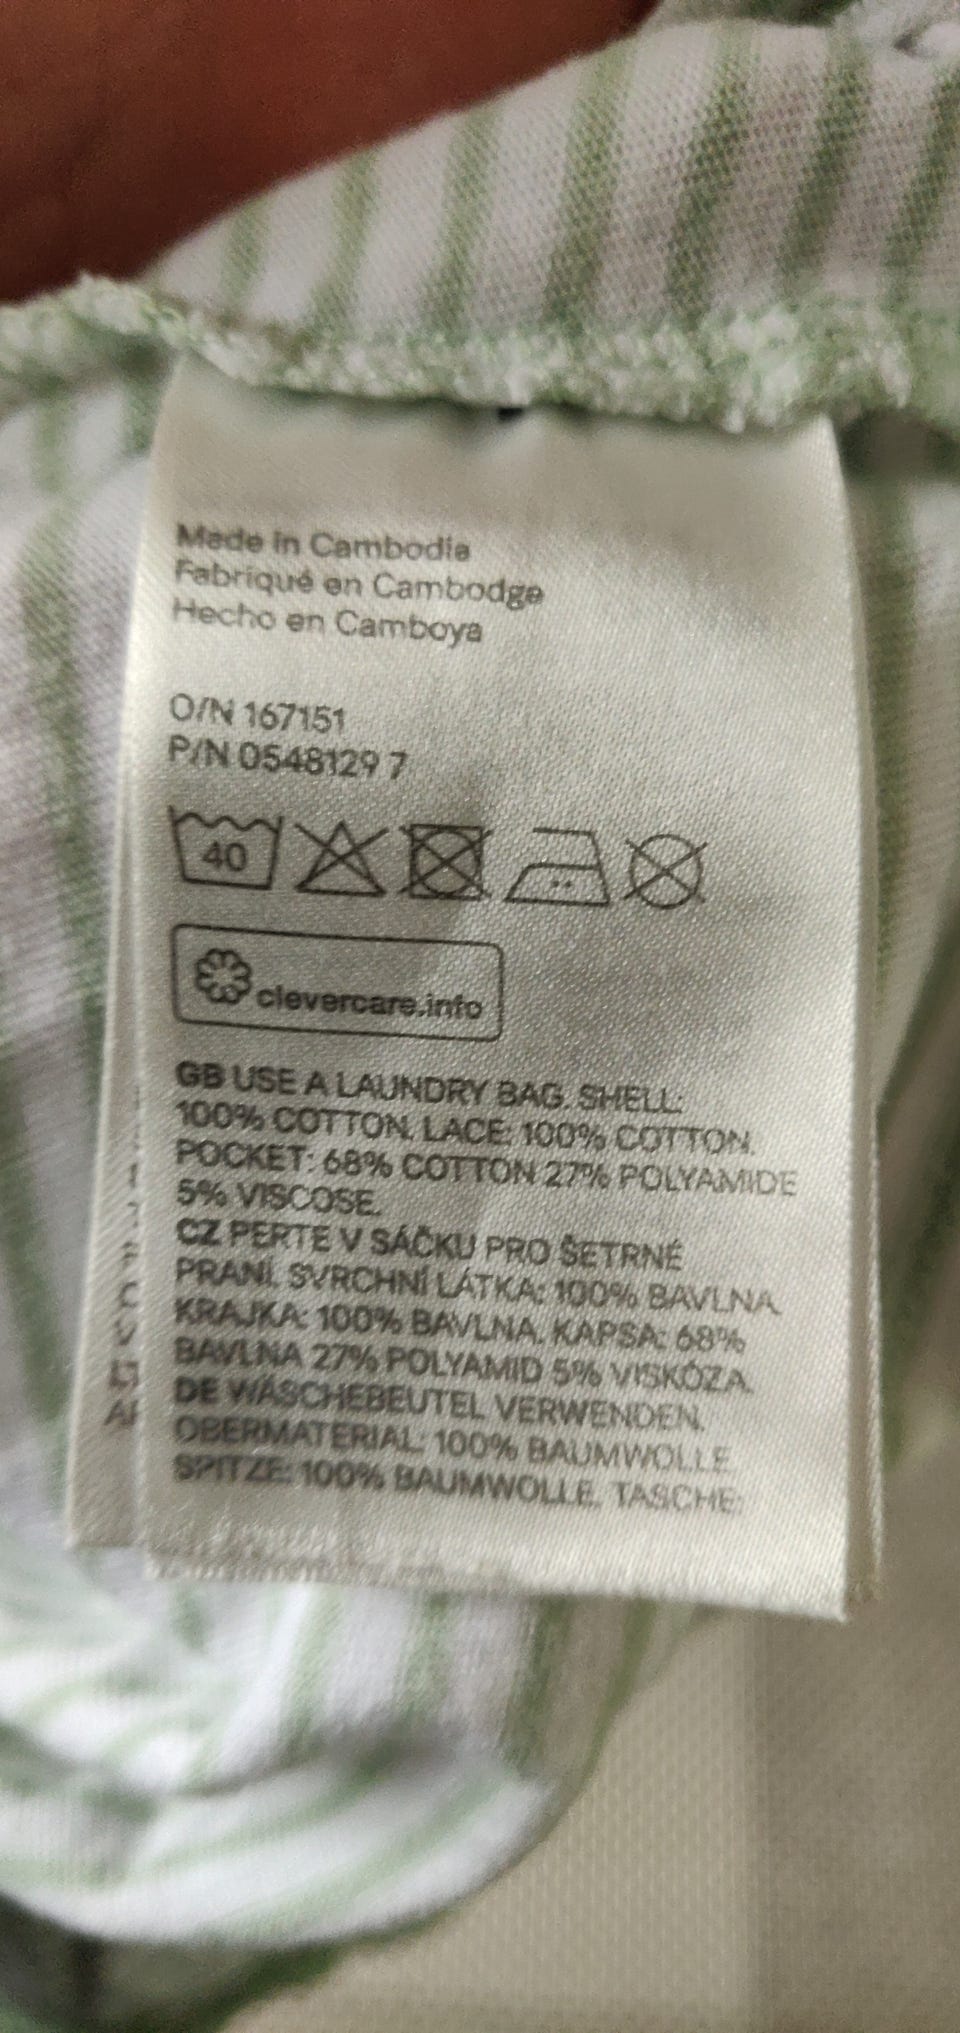 Made in Cambodia
Fabriqué en Cambodge
Hecho en Camboya
O/N 167151
P/N 0548129 7
40
clevercare.info
GB USE A LAUNDRY BAG. SHELL:
100% COTTON. LACE: 100% COTTON.
POCKET: 68% COTTON 27% POLYAMIDE
5% VISCOSE.
CZ PERTE V SÁČKU PRO ŠETRNÉ
PRANÍ. SVRCHNÍ LÁTKA: 100% BAVLNA.
KRAJKA: 100% BAVLNA. KAPSA: 68%
BAVLNA 27% POLYAMID 5% VISKÓZA.
DE WÄSCHEBEUTEL VERWENDEN.
OBERMATERIAL: 100% BAUMWOLLE.
SPITZE: 100% BAUMWOLLE. TASCHE: